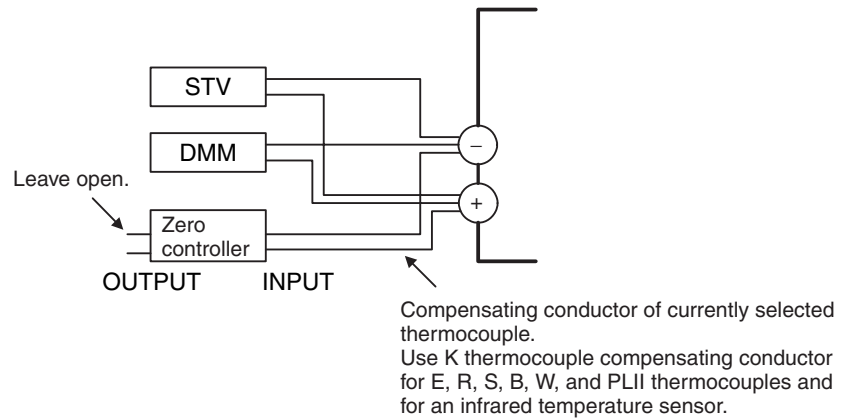 STV
DMM
Leave open.
Zero
controller
OUTPUT
INPUT
−
+
Compensating conductor of currently selected
thermocouple.
Use K thermocouple compensating conductor
for E, R, S, B, W, and PLII thermocouples and
for an infrared temperature sensor.